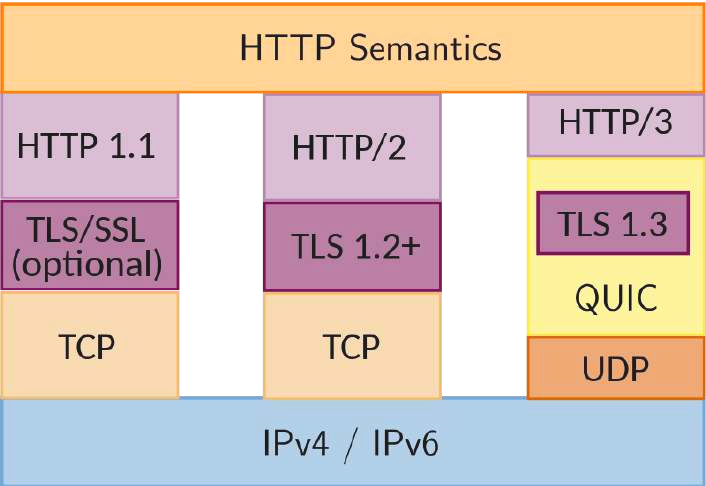 HTTP Semantics
HTTP 1.1
TLS/SSL
(optional)
TCP
HTTP/2
TLS 1.2+
TCP
HTTP/3
TLS 1.3
QUIC
UDP
IPv4 / IPv6